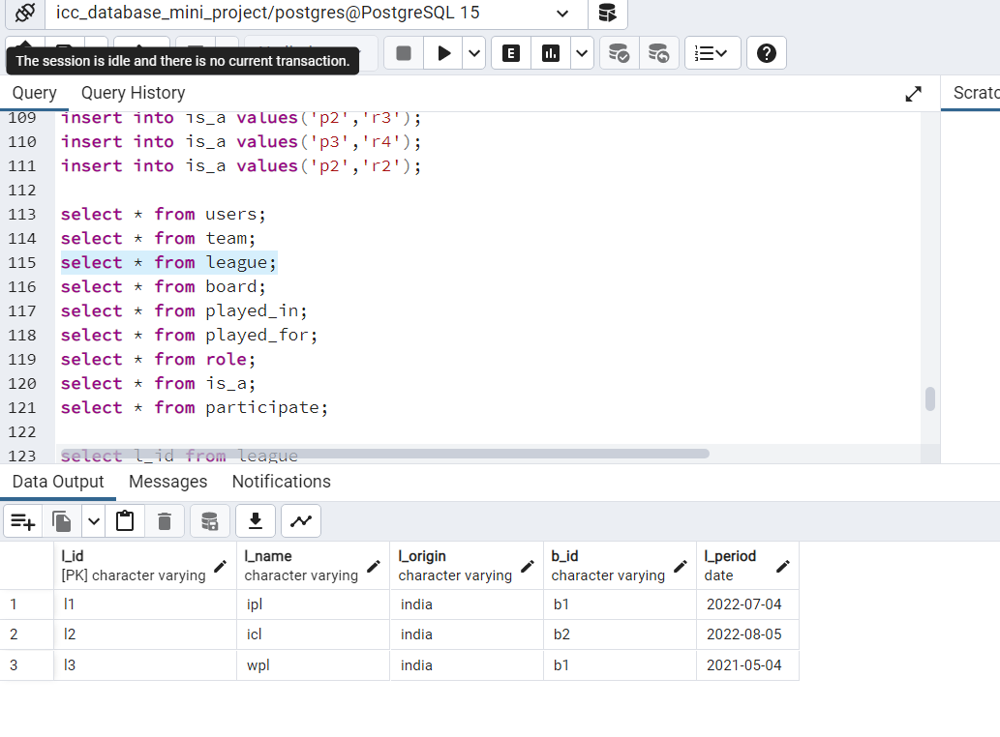 icc_database_mini_project/postgres@PostgreSQL 15
The session is idle and there is no current transaction.
E
Query Query History
109 insert into is_a values('p2','r3');
110 insert into is_a values('p3','r4');
111 insert into is_a values('p2','r2');
112
113 select * from users;
114 select * from team;
115 select * from league;
116 select * from board;
117 select * from played_in;
118 select * from played_for;
119 select * from role;
120 select * from is_a;
121 select * from participate;
122
123 select l_id from league
Data Output Messages Notifications
l_id l_name l_origin b_id l_period
[PK] character varying character varying character varying character varying date
1 l1 ipl india b1 2022-07-04
2 l2 icl india b2 2022-08-05
3 l3 wpl india b1 2021-05-04